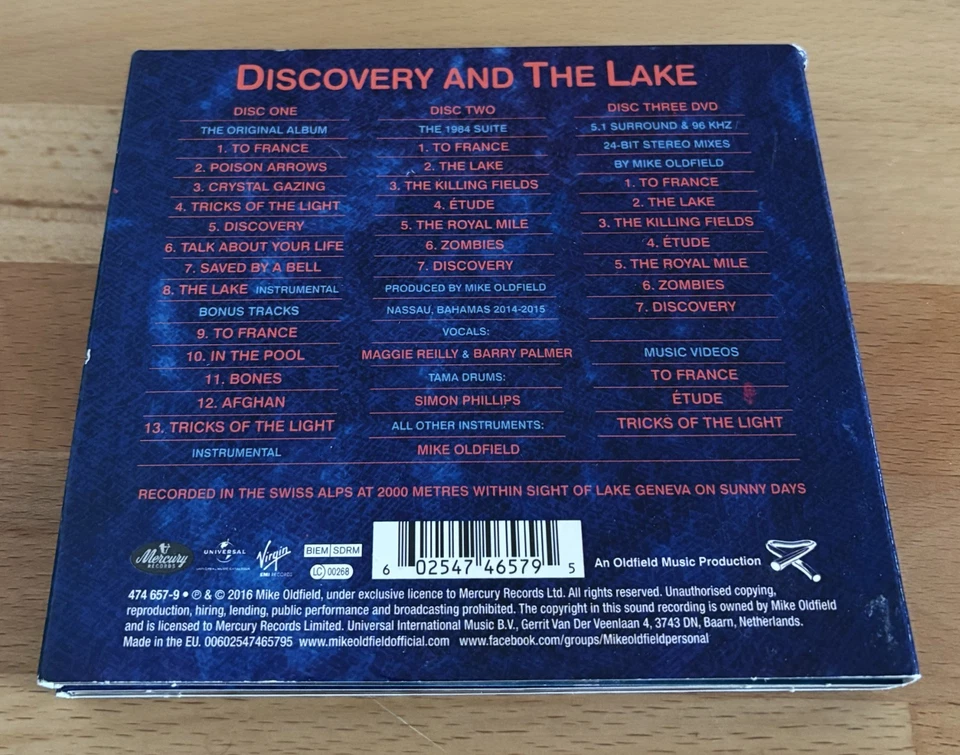 DISCOVERY AND THE LAKE
DISC ONE
THE ORIGINAL ALBUM
1. TO FRANCE
2. POISON ARROWS
3. CRYSTAL GAZING
4. TRICKS OF THE LIGHT
5. DISCOVERY
6. TALK ABOUT YOUR LIFE
7. SAVED BY A BELL
8. THE LAKE INSTRUMENTAL
BONUS TRACKS
9. TO FRANCE
10. IN THE POOL
11. BONES
12. AFGHAN
13. TRICKS OF THE LIGHT
INSTRUMENTAL
DISC TWO
THE 1984 SUITE
1. TO FRANCE
2. THE LAKE
3. THE KILLING FIELDS
4. ÉTUDE
5. THE ROYAL MILE
6. ZOMBIES
7. DISCOVERY
PRODUCED BY MIKE OLDFIELD
NASSAU, BAHAMAS 2014-2015
VOCALS:
MAGGIE REILLY & BARRY PALMER
TAMA DRUMS:
SIMON PHILLIPS
ALL OTHER INSTRUMENTS:
MIKE OLDFIELD
DISC THREE DVD
5.1 SURROUND & 96 KHZ
24-BIT STEREO MIXES
BY MIKE OLDFIELD
1. TO FRANCE
2. THE LAKE
3. THE KILLING FIELDS
4. ÉTUDE
5. THE ROYAL MILE
6. ZOMBIES
7. DISCOVERY
MUSIC VIDEOS
TO FRANCE
ÉTUDE
TRICKS OF THE LIGHT
RECORDED IN THE SWISS ALPS AT 2000 METRES WITHIN SIGHT OF LAKE GENEVA ON SUNNY DAYS
Mercury
RECORDS
UNIVERSAL
Virgin
EMI RECORDS
BIEM SDRM
LC 00268
6 02547 46579 5
An Oldfield Music Production
474 657-9 • ℗ & © 2016 Mike Oldfield, under exclusive licence to Mercury Records Ltd. All rights reserved. Unauthorised copying,
reproduction, hiring, lending, public performance and broadcasting prohibited. The copyright in this sound recording is owned by Mike Oldfield
and is licensed to Mercury Records Limited. Universal International Music B.V., Gerrit Van Der Veenlaan 4, 3743 DN, Baarn, Netherlands.
Made in the EU. 00602547465795 www.mikeoldfieldofficial.com www.facebook.com/groups/Mikeoldfieldpersonal